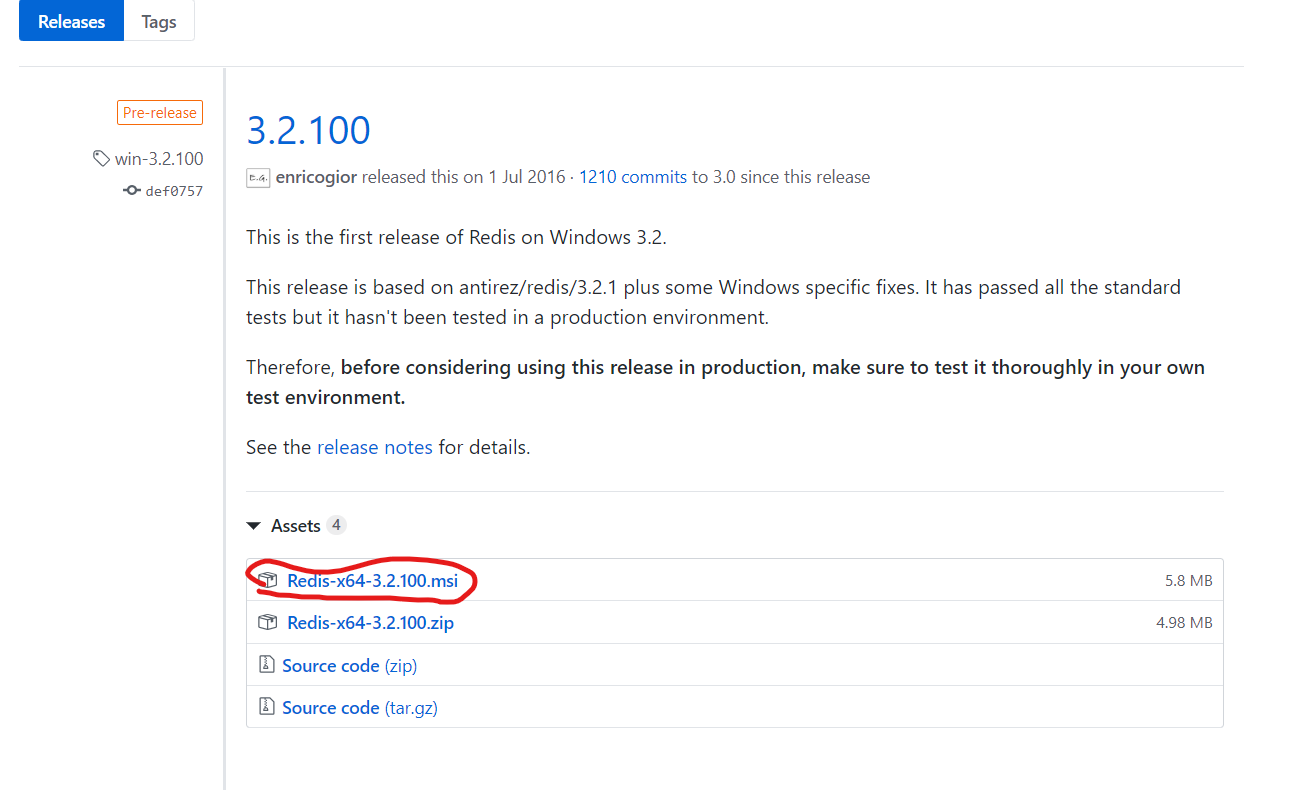 Releases Tags
Pre-release
win-3.2.100
def0757
3.2.100
enricogior released this on 1 Jul 2016 · 1210 commits to 3.0 since this release
This is the first release of Redis on Windows 3.2.
This release is based on antirez/redis/3.2.1 plus some Windows specific fixes. It has passed all the standard
tests but it hasn't been tested in a production environment.
Therefore, before considering using this release in production, make sure to test it thoroughly in your own
test environment.
See the release notes for details.
Assets 4
Redis-x64-3.2.100.msi 5.8 MB
Redis-x64-3.2.100.zip 4.98 MB
Source code (zip)
Source code (tar.gz)